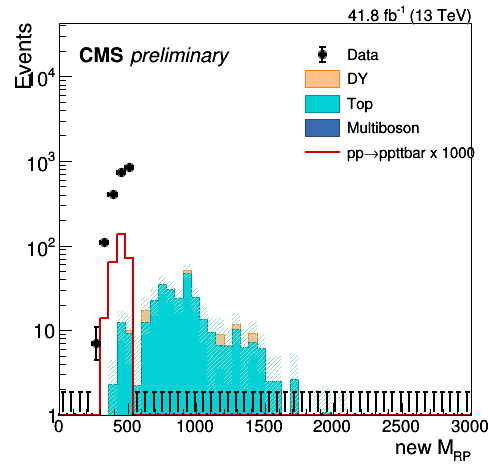 41.8 fb⁻¹ (13 TeV)
Events
CMS preliminary
Data
DY
Top
Multiboson
pp→ppttbar x 1000
10⁴
10³
10²
10
1
0 500 1000 1500 2000 2500 3000
new M_RP